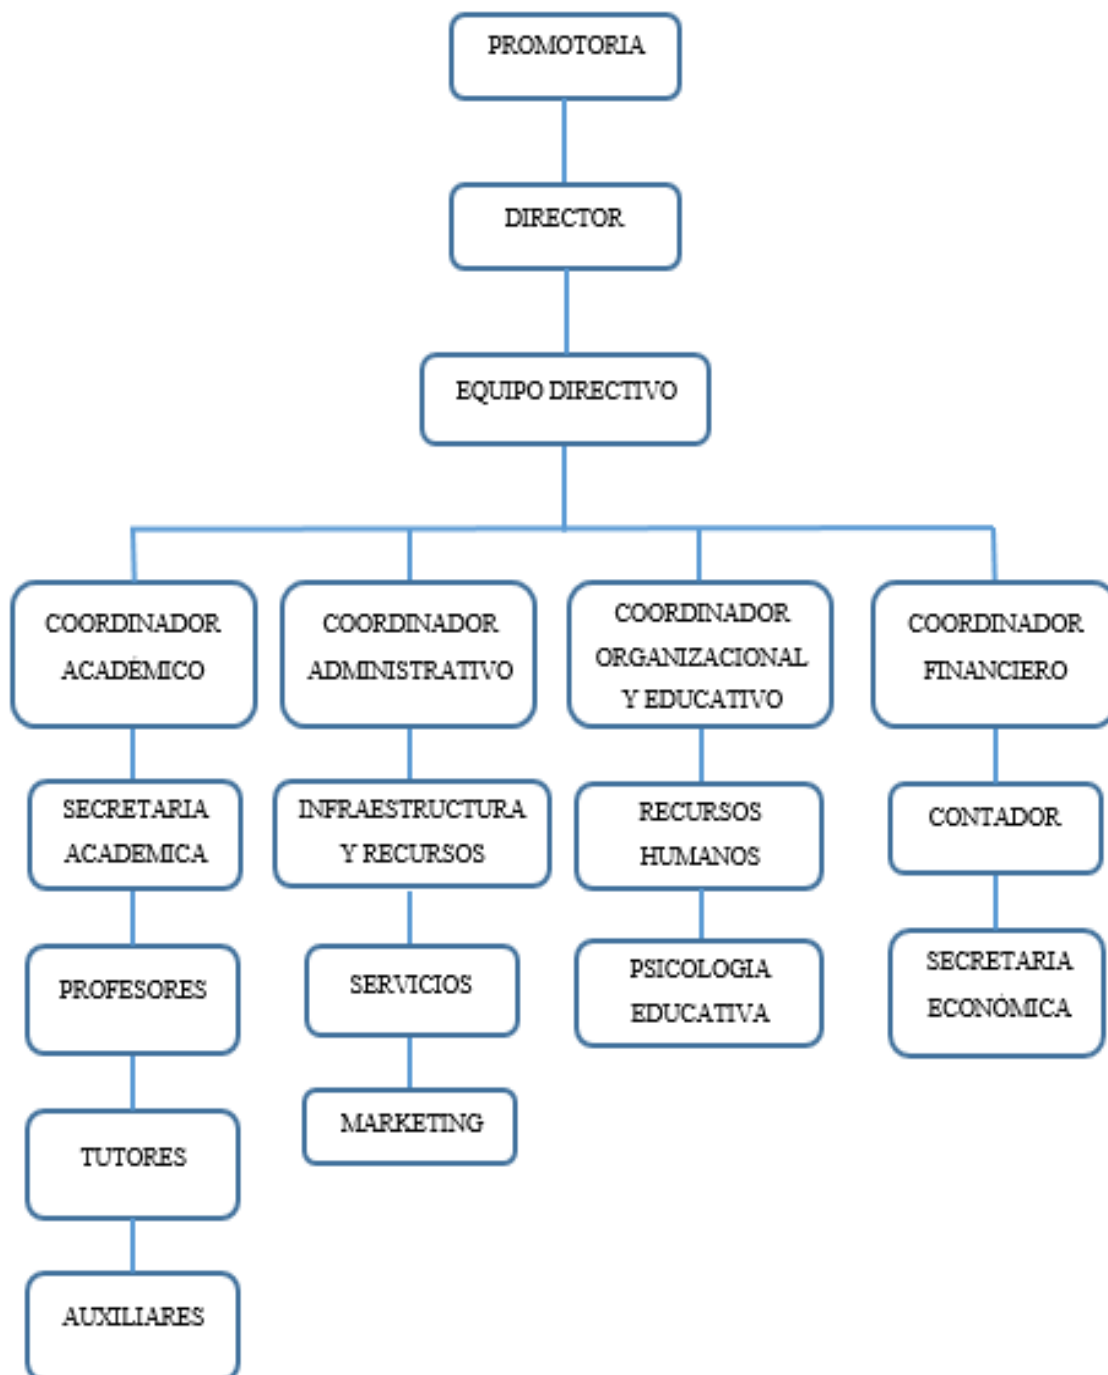 PROMOTORIA
DIRECTOR
EQUIPO DIRECTIVO
COORDINADOR
ACADÉMICO
COORDINADOR
ADMINISTRATIVO
COORDINADOR
ORGANIZACIONAL
Y EDUCATIVO
COORDINADOR
FINANCIERO
SECRETARIA
ACADEMICA
INFRAESTRUCTURA
Y RECURSOS
RECURSOS
HUMANOS
CONTADOR
PROFESORES
SERVICIOS
PSICOLOGIA
EDUCATIVA
SECRETARIA
ECONÓMICA
TUTORES
MARKETING
AUXILIARES